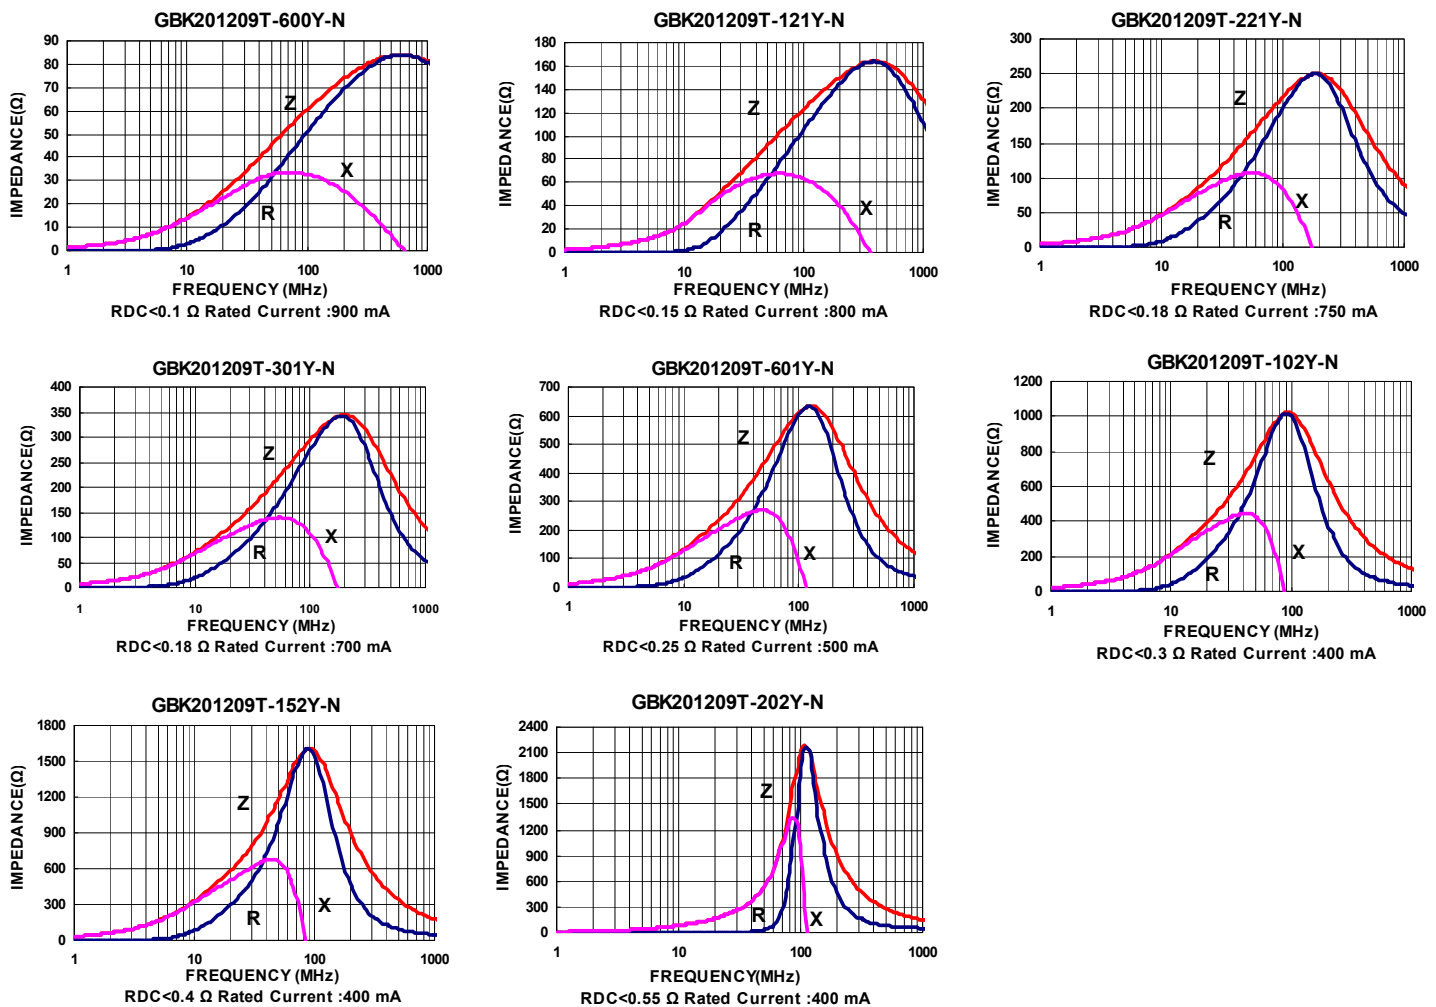 GBK201209T-600Y-N
90
80
70
60
50
40
30
20
10
0
IMPEDANCE(Ω)
Z
X
R
1 10 100 1000
FREQUENCY (MHz)
RDC<0.1 Ω Rated Current :900 mA
GBK201209T-121Y-N
180
160
140
120
100
80
60
40
20
0
IMPEDANCE(Ω)
Z
X
R
1 10 100 1000
FREQUENCY (MHz)
RDC<0.15 Ω Rated Current :800 mA
GBK201209T-221Y-N
300
250
200
150
100
50
0
IMPEDANCE(Ω)
Z
X
R
1 10 100 1000
FREQUENCY (MHz)
RDC<0.18 Ω Rated Current :750 mA
GBK201209T-301Y-N
400
350
300
250
200
150
100
50
0
IMPEDANCE(Ω)
Z
X
R
1 10 100 1000
FREQUENCY (MHz)
RDC<0.18 Ω Rated Current :700 mA
GBK201209T-601Y-N
700
600
500
400
300
200
100
0
IMPEDANCE(Ω)
Z
X
R
1 10 100 1000
FREQUENCY (MHz)
RDC<0.25 Ω Rated Current :500 mA
GBK201209T-102Y-N
1200
1000
800
600
400
200
0
IMPEDANCE(Ω)
Z
X
R
1 10 100 1000
FREQUENCY (MHz)
RDC<0.3 Ω Rated Current :400 mA
GBK201209T-152Y-N
1800
1500
1200
900
600
300
0
IMPEDANCE(Ω)
Z
X
R
1 10 100 1000
FREQUENCY (MHz)
RDC<0.4 Ω Rated Current :400 mA
GBK201209T-202Y-N
2400
2100
1800
1500
1200
900
600
300
0
IMPEDANCE(Ω)
Z
R
X
1 10 100 1000
FREQUENCY(MHz)
RDC<0.55 Ω Rated Current :400 mA